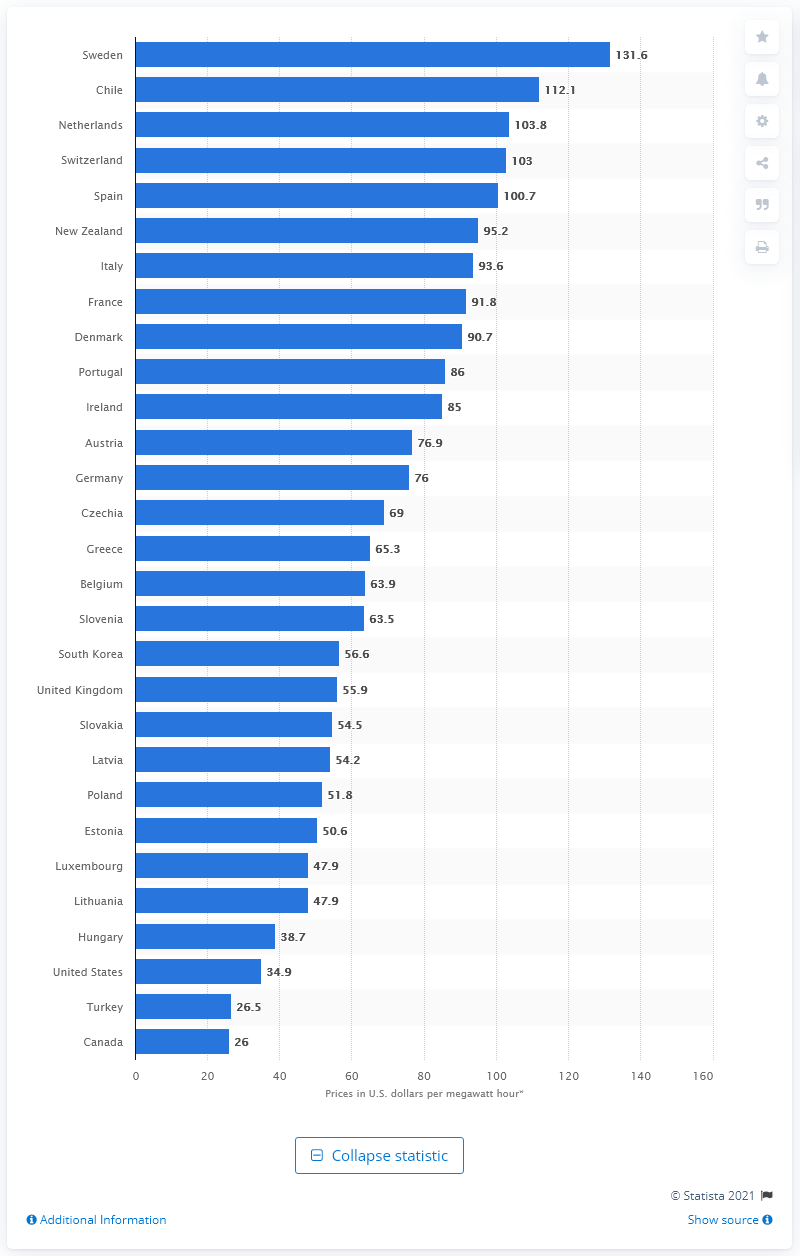 Sweden 131.6
Chile 112.1
Netherlands 103.8
Switzerland 103
Spain 100.7
New Zealand 95.2
Italy 93.6
France 91.8
Denmark 90.7
Portugal 86
Ireland 85
Austria 76.9
Germany 76
Czechia 69
Greece 65.3
Belgium 63.9
Slovenia 63.5
South Korea 56.6
United Kingdom 55.9
Slovakia 54.5
Latvia 54.2
Poland 51.8
Estonia 50.6
Luxembourg 47.9
Lithuania 47.9
Hungary 38.7
United States 34.9
Turkey 26.5
Canada 26
0 20 40 60 80 100 120 140 160
Prices in U.S. dollars per megawatt hour*
Collapse statistic
© Statista 2021
Additional Information Show source